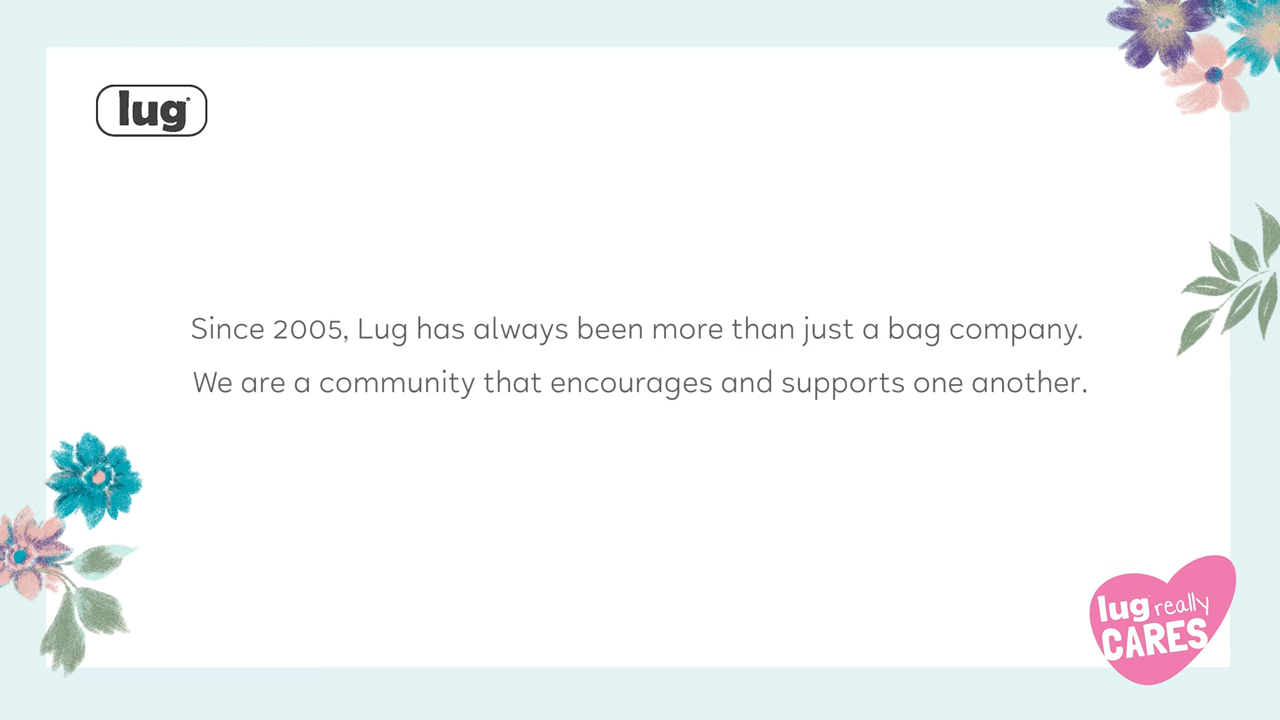 lug
Since 2005, Lug has always been more than just a bag company.
We are a community that encourages and supports one another.
lug really
CARES